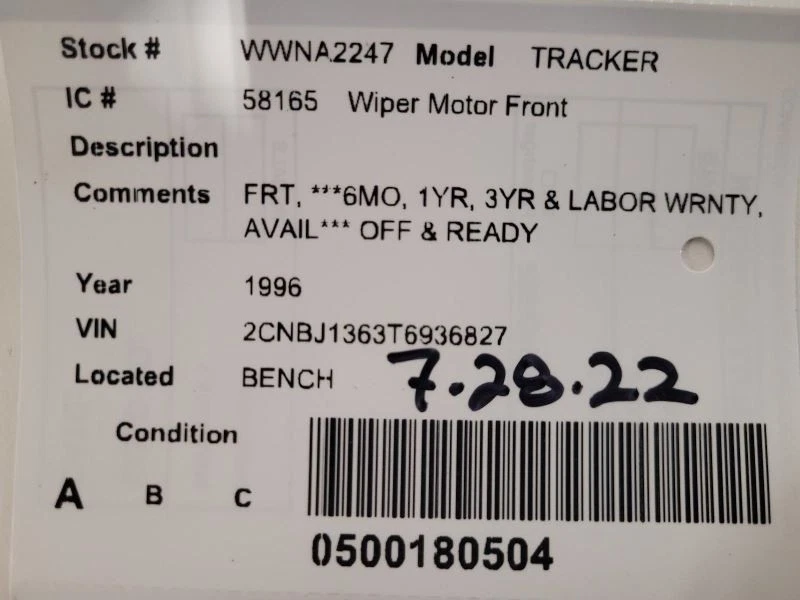 Stock # WWNA2247 Model TRACKER
IC # 58165 Wiper Motor Front
Description
Comments FRT, ***6MO, 1YR, 3YR & LABOR WRNTY,
AVAIL*** OFF & READY
Year 1996
VIN 2CNBJ1363T6936827
Located BENCH 7.28.22
Condition
A B C
0500180504